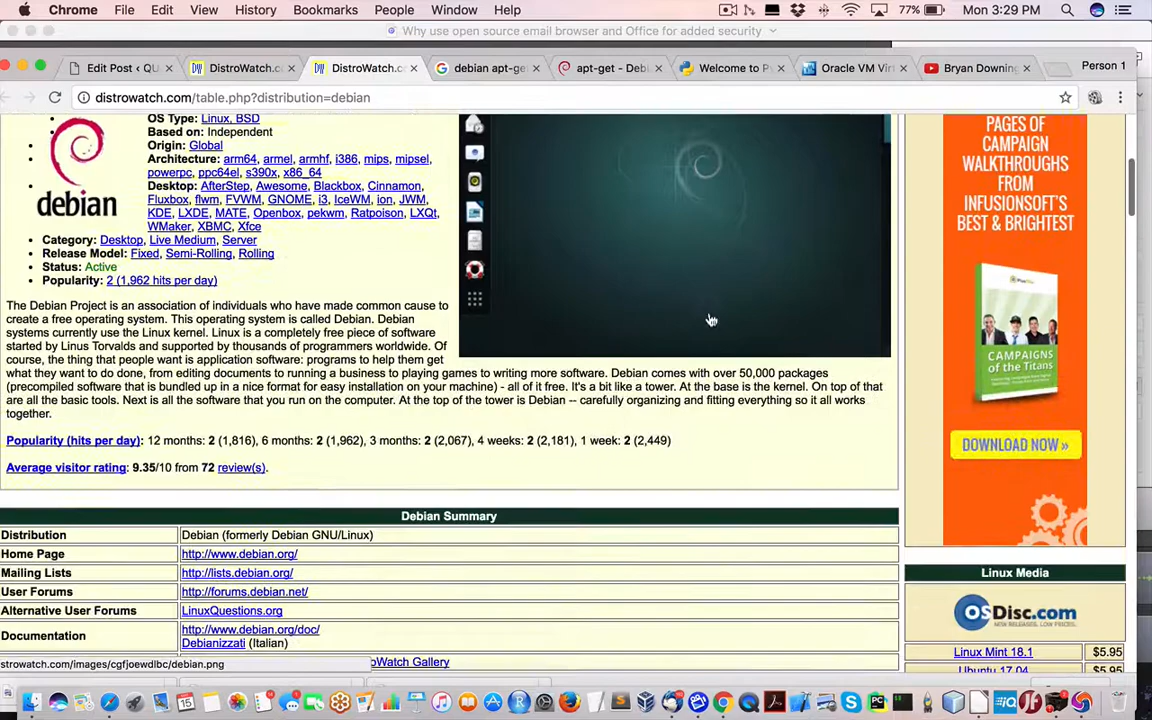 Chrome File Edit View History Bookmarks People Window Help 77% Mon 3:29 PM
Why use open source email browser and Office for added security
Edit Post ‹ QU
DistroWatch.c
DistroWatch.c
debian apt-ge
apt-get - Deb
Welcome to P
Oracle VM Vir
Bryan Downing
Person 1
distrowatch.com/table.php?distribution=debian
debian
OS Type: Linux, BSD
Based on: Independent
Origin: Global
Architecture: arm64, armel, armhf, i386, mips, mipsel,
powerpc, ppc64el, s390x, x86_64
Desktop: AfterStep, Awesome, Blackbox, Cinnamon,
Fluxbox, flwm, FVWM, GNOME, i3, IceWM, ion, JWM,
KDE, LXDE, MATE, Openbox, pekwm, Ratpoison, LXQt,
WMaker, XBMC, Xfce
Category: Desktop, Live Medium, Server
Release Model: Fixed, Semi-Rolling, Rolling
Status: Active
Popularity: 2 (1,962 hits per day)
The Debian Project is an association of individuals who have made common cause to
create a free operating system. This operating system is called Debian. Debian
systems currently use the Linux kernel. Linux is a completely free piece of software
started by Linus Torvalds and supported by thousands of programmers worldwide. Of
course, the thing that people want is application software: programs to help them get
what they want to do done, from editing documents to running a business to playing games to writing more software. Debian comes with over 50,000 packages
(precompiled software that is bundled up in a nice format for easy installation on your machine) - all of it free. It's a bit like a tower. At the base is the kernel. On top of that
are all the basic tools. Next is all the software that you run on the computer. At the top of the tower is Debian -- carefully organizing and fitting everything so it all works
together.
Popularity (hits per day): 12 months: 2 (1,816), 6 months: 2 (1,962), 3 months: 2 (2,067), 4 weeks: 2 (2,181), 1 week: 2 (2,449)
Average visitor rating: 9.35/10 from 72 review(s).
Debian Summary
Distribution Debian (formerly Debian GNU/Linux)
Home Page http://www.debian.org/
Mailing Lists http://lists.debian.org/
User Forums http://forums.debian.net/
Alternative User Forums LinuxQuestions.org
Documentation http://www.debian.org/doc/
Debianizzati (Italian)
strowatch.com/images/cgfjoewdlbc/debian.png
oWatch Gallery
PAGES OF
CAMPAIGN
WALKTHROUGHS
FROM
INFUSIONSOFT'S
BEST & BRIGHTEST
CAMPAIGNS
of the Titans
DOWNLOAD NOW »
Linux Media
OSDisc.com
NEW RELEASES. LOW PRICES.
Linux Mint 18.1 $5.95
Ubuntu 17.04 $5.95